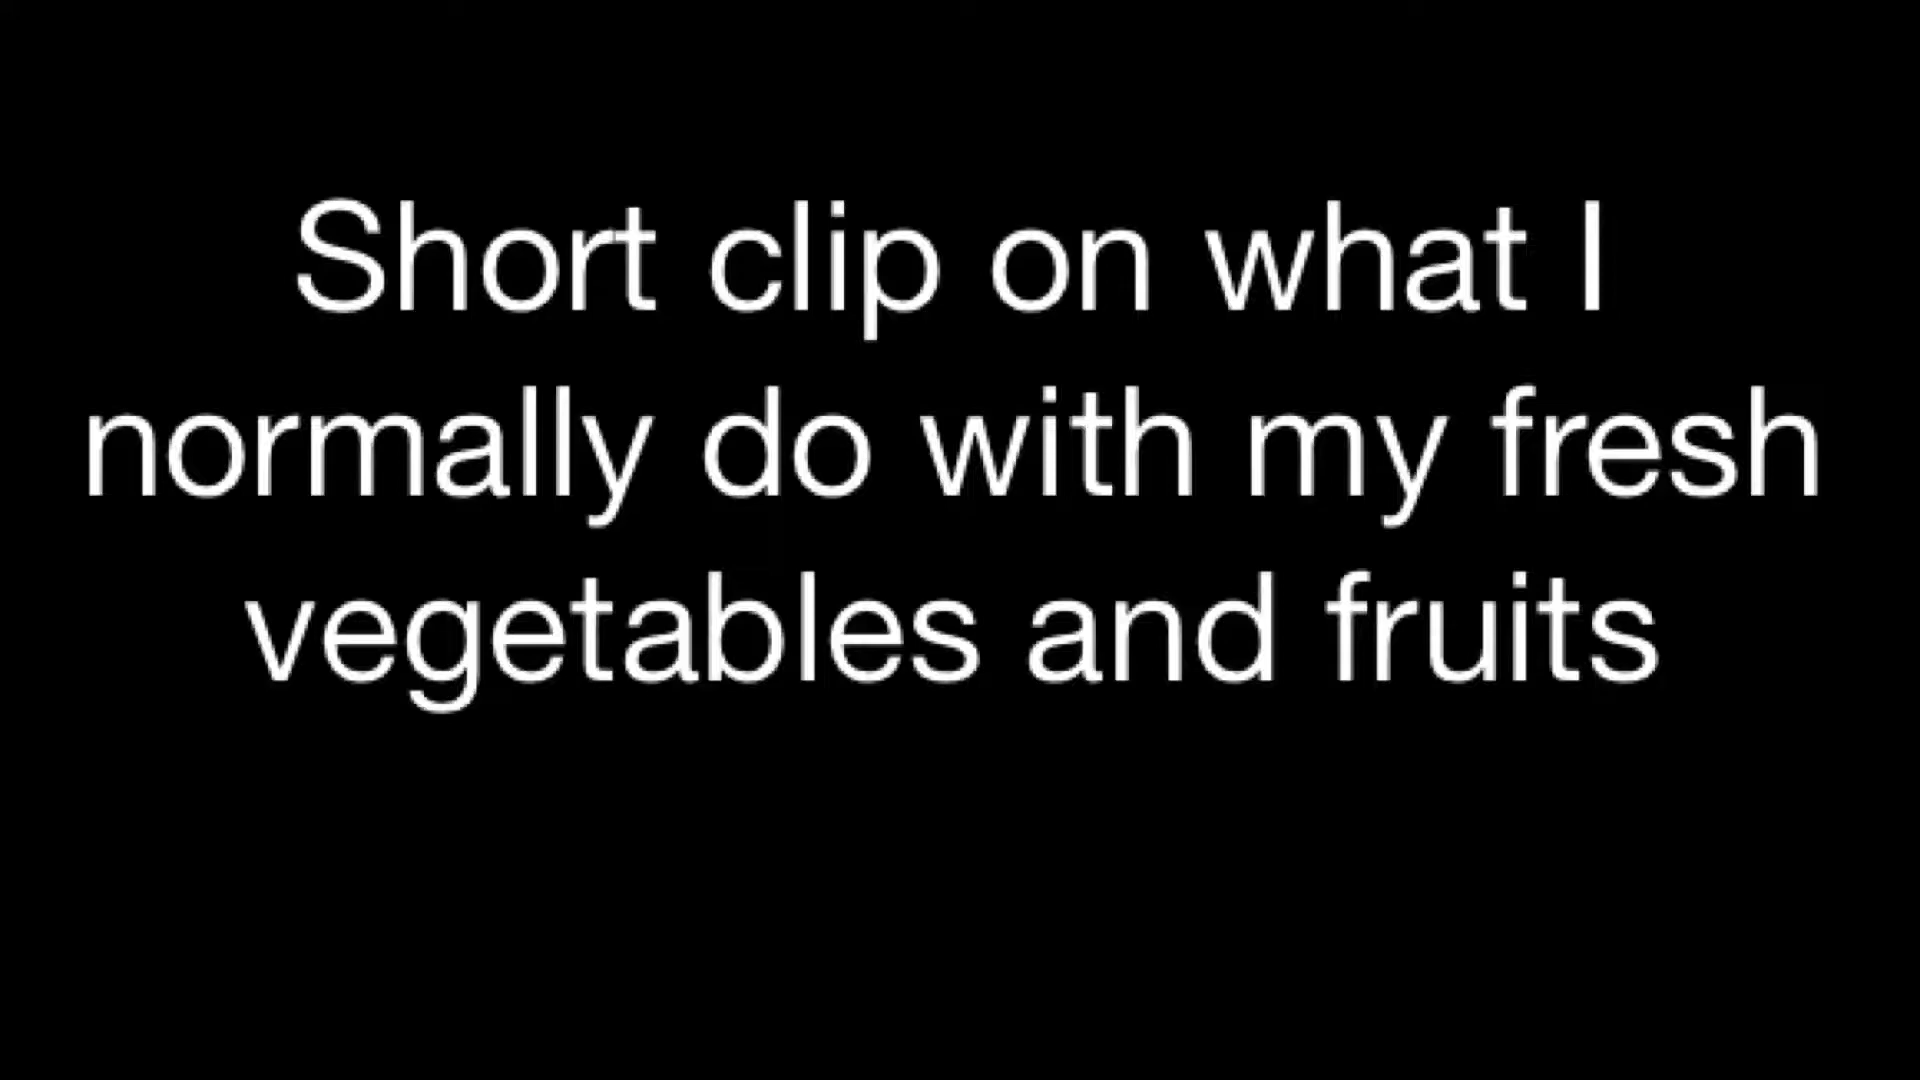 Short clip on what I
normally do with my fresh
vegetables and fruits